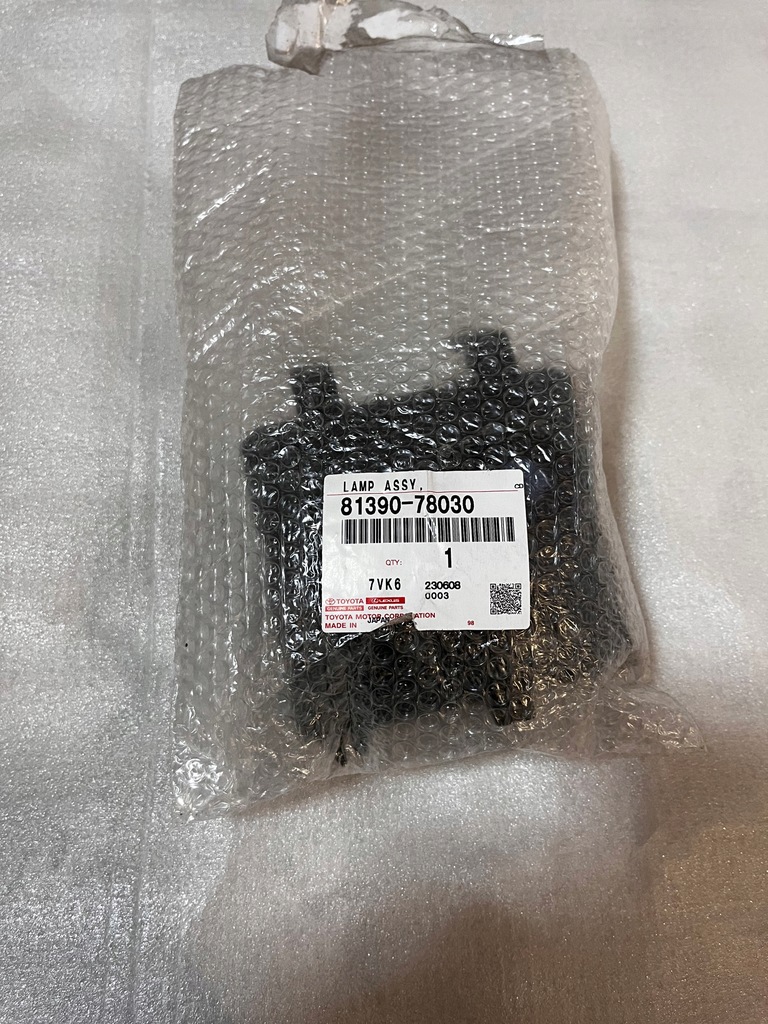 LAMP ASSY,
81390-78030
QTY: 1
7VK6 230608
0003
TOYOTA LEXUS
GENUINE PARTS GENUINE PARTS
TOYOTA MOTOR CORPORATION
MADE IN JAPAN 98